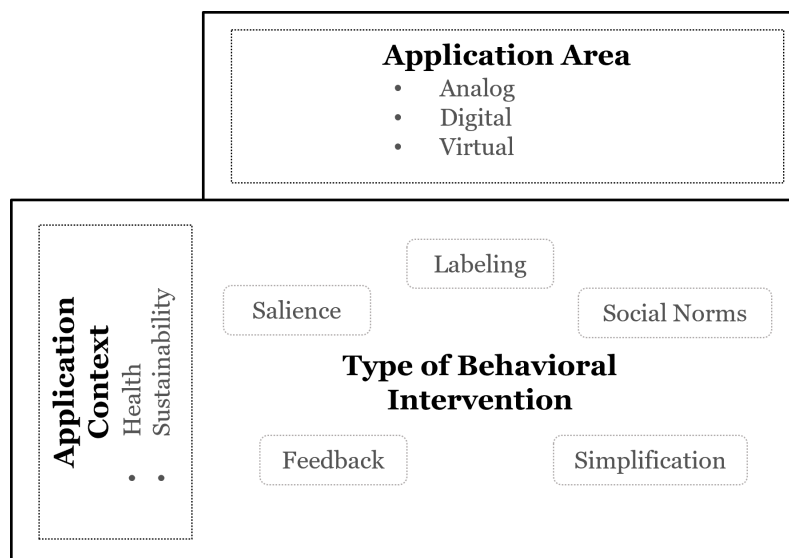 Application Area
• Analog
• Digital
• Virtual
Application
Context
• Health
• Sustainability
Labeling
Salience
Social Norms
Type of Behavioral
Intervention
Feedback
Simplification